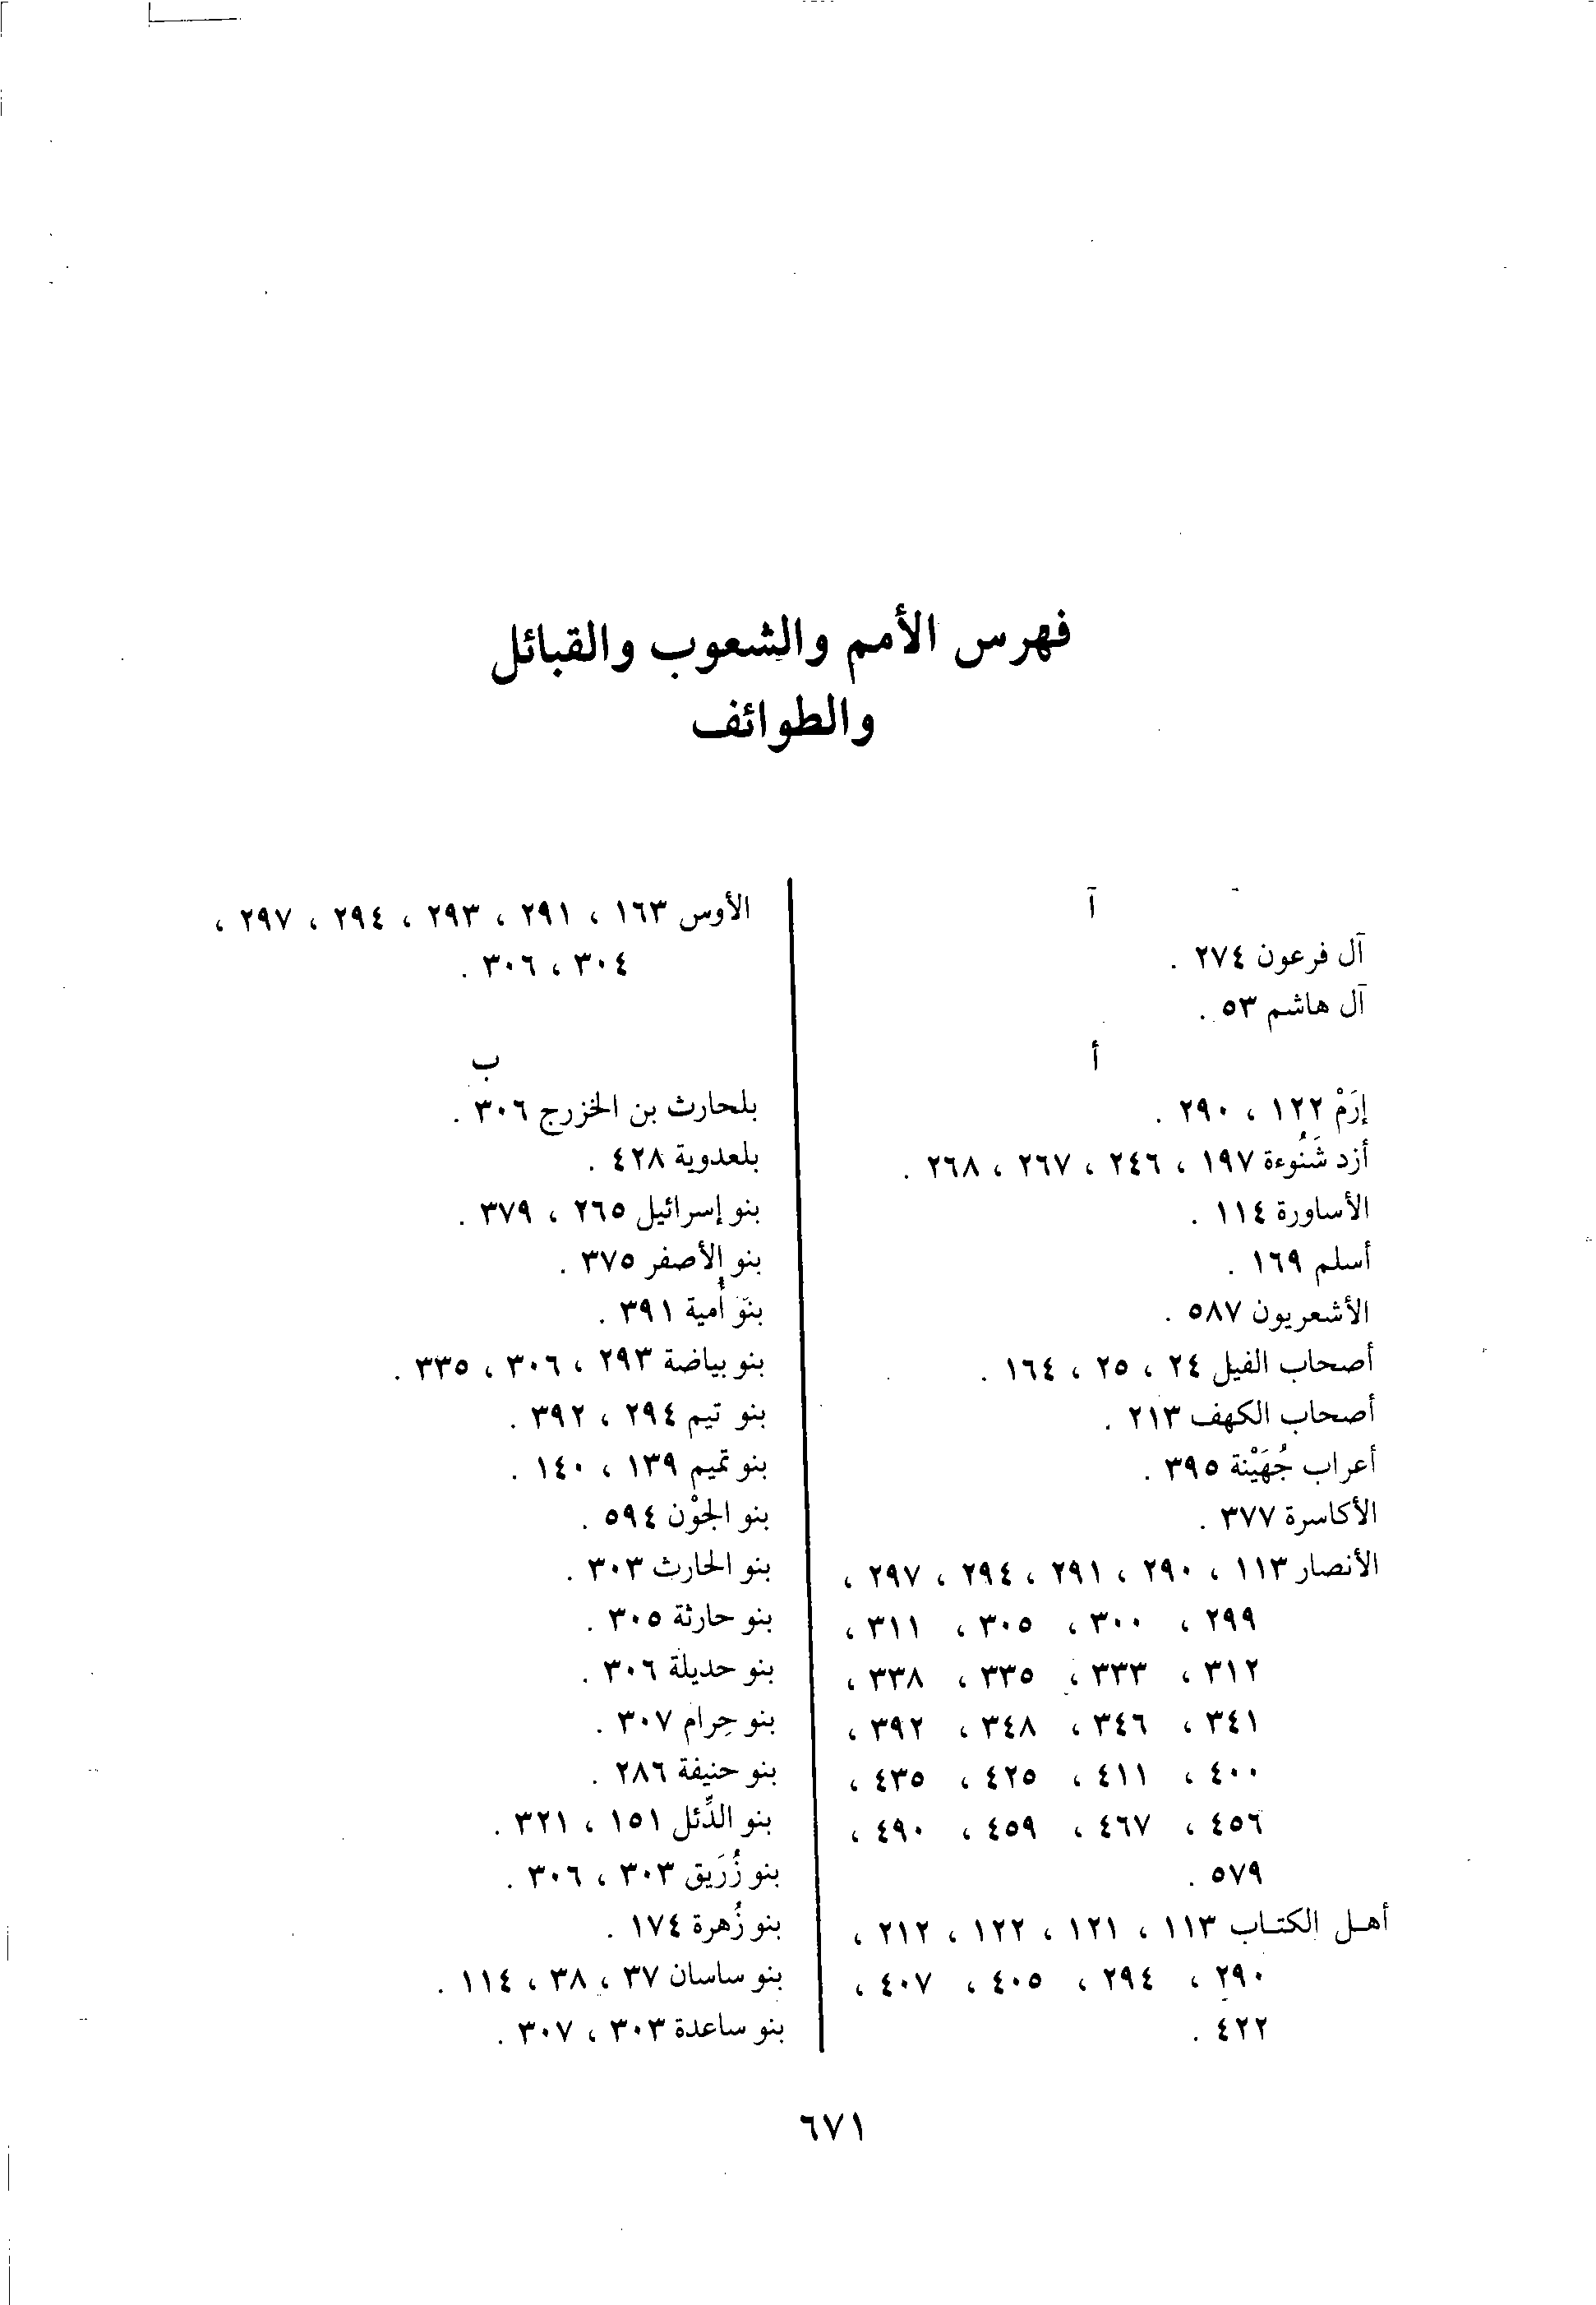 فهرس الأمم والشعوب والقبائل
والطوائف
آ
آل فرعون ٢٧٤ .
آل هاشم ٥٣ .
أ
إرَمْ ١٢٢ ، ٢٩٠ .
أزد شَنُوءة ١٩٧ ، ٢٤٦ ، ٢٦٧ ، ٢٦٨ .
الأساورة ١١٤ .
أسلم ١٦٩ .
الأشعريون ٥٨٧ .
أصحاب الفيل ٢٤ ، ٢٥ ، ١٦٤ .
أصحاب الكهف ٢١٣ .
أعراب جُهَيْنة ٣٩٥ .
الأكاسرة ٣٧٧ .
الأنصار ١١٣ ، ٢٩٠ ، ٢٩١ ، ٢٩٤ ، ٢٩٧ ،
٢٩٩ ، ٣٠٠ ، ٣٠٥ ، ٣١١ ،
٣١٢ ، ٣٣٣ ، ٣٣٥ ، ٣٣٨ ،
٣٤١ ، ٣٤٦ ، ٣٤٨ ، ٣٩٢ ،
٤٠٠ ، ٤١١ ، ٤٢٥ ، ٤٣٥ ،
٤٥٦ ، ٤٦٧ ، ٤٥٩ ، ٤٩٠ ،
٥٧٩ .
أهـل الكتـاب ١١٣ ، ١٢١ ، ١٢٢ ، ٢١٢ ،
٢٩٠ ، ٢٩٤ ، ٤٠٥ ، ٤٠٧ ،
٤٢٢ .
الأوس ١٦٣ ، ٢٩١ ، ٢٩٣ ، ٢٩٤ ، ٢٩٧ ،
٣٠٤ ، ٣٠٦ .
ب
بلحارث بن الخزرج ٣٠٦ .
بلعدوية ٤٢٨ .
بنو إسرائيل ٢٦٥ ، ٣٧٩ .
بنو الأصفر ٣٧٥ .
بنو أُمية ٣٩١ .
بنو بياضة ٢٩٣ ، ٣٠٦ ، ٣٣٥ .
بنو تيم ٢٩٤ ، ٣٩٢ .
بنو تميم ١٣٩ ، ١٤٠ .
بنو الجوْن ٥٩٤ .
بنو الحارث ٣٠٣ .
بنو حارثة ٣٠٥ .
بنو حديلة ٣٠٦ .
بنو حِرام ٣٠٧ .
بنو حنيفة ٢٨٦ .
بنو الدِّئل ١٥١ ، ٣٢١ .
بنو زُرَيق ٣٠٣ ، ٣٠٦ .
بنو زُهرة ١٧٤ .
بنو ساسان ٣٧ ، ٣٨ ، ١١٤ .
بنو ساعدة ٣٠٣ ، ٣٠٧ .
٦٧١